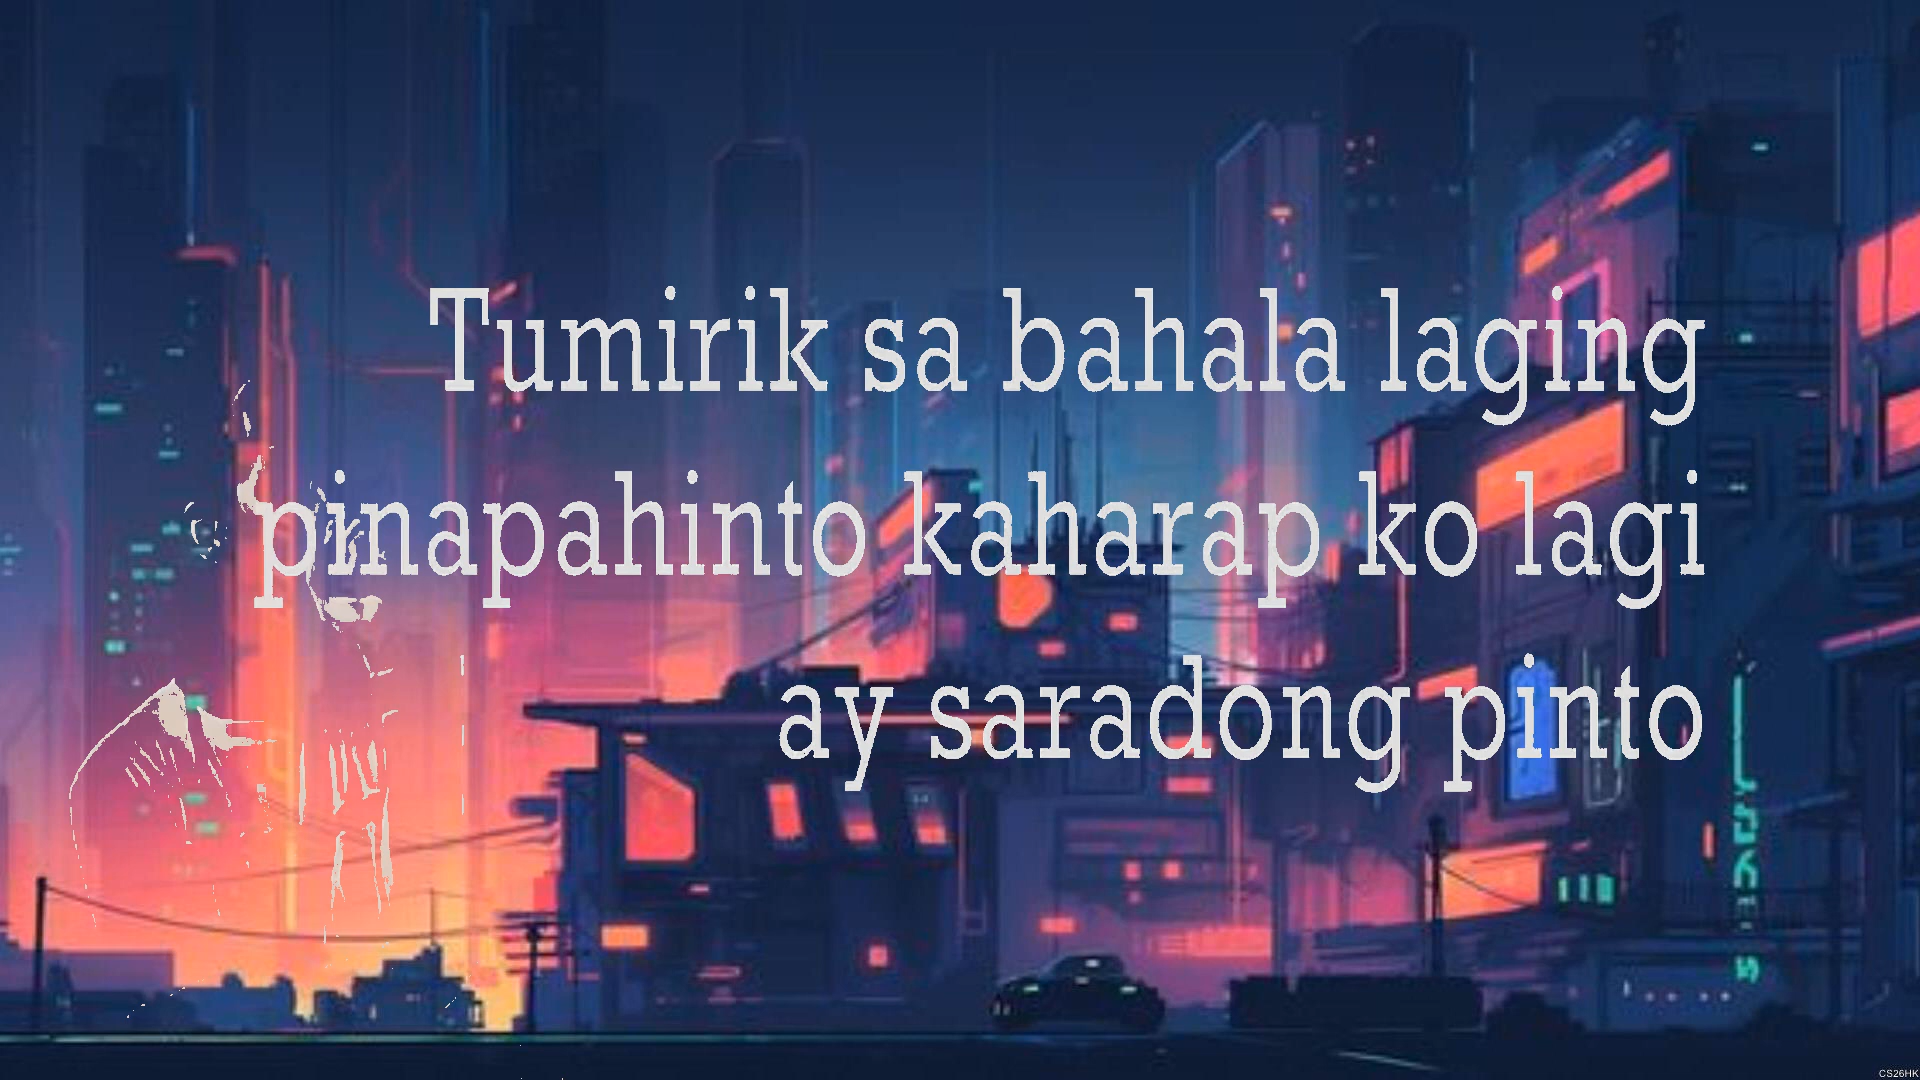 Tumirik sa bahala laging
pinapahinto kaharap ko lagi
ay saradong pinto
CS26HK